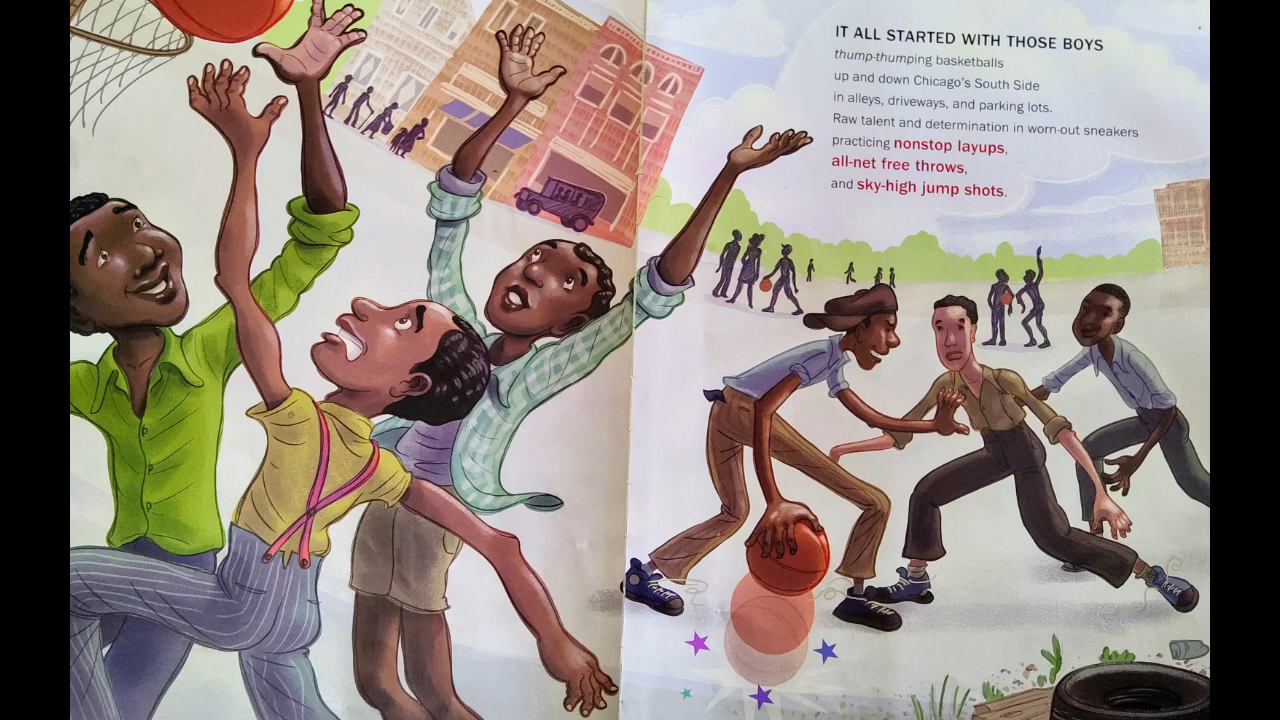 IT ALL STARTED WITH THOSE BOYS
thump-thumping basketballs
up and down Chicago's South Side
in alleys, driveways, and parking lots.
Raw talent and determination in worn-out sneakers
practicing nonstop layups,
all-net free throws,
and sky-high jump shots.